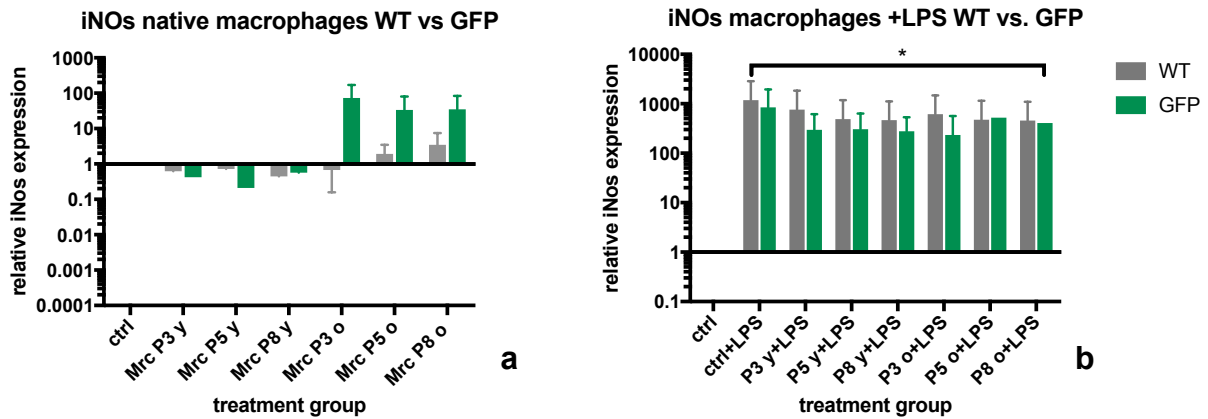 iNOs native macrophages WT vs GFP
relative iNos expression
1000
100
10
1
0.1
0.01
0.001
0.0001
ctrl
Mrc P3 y
Mrc P5 y
Mrc P8 y
Mrc P3 o
Mrc P5 o
Mrc P8 o
treatment group
a
iNOs macrophages +LPS WT vs. GFP
relative iNos expression
10000
1000
100
10
1
0.1
*
ctrl
ctrl+LPS
P3 y+LPS
P5 y+LPS
P8 y+LPS
P3 o+LPS
P5 o+LPS
P8 o+LPS
treatment group
b
WT
GFP